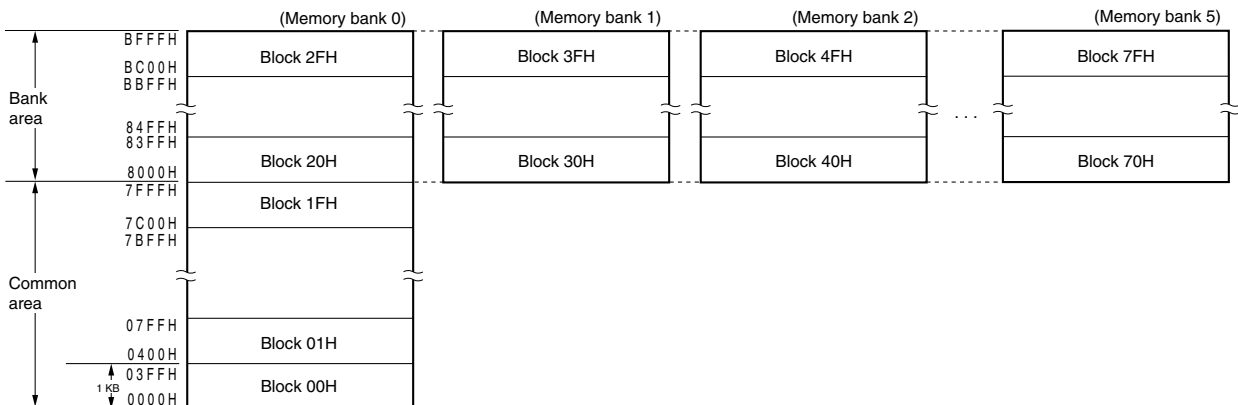 (Memory bank 0) (Memory bank 1) (Memory bank 2) (Memory bank 5)
BFFFH
Block 2FH Block 3FH Block 4FH Block 7FH
BC00H
BBFFH
Bank
area
. . .
84FFH
83FFH
Block 20H Block 30H Block 40H Block 70H
8000H
7FFFH
Block 1FH
7C00H
7BFFH
Common
area
07FFH
Block 01H
0400H
03FFH
1 KB
Block 00H
0000H